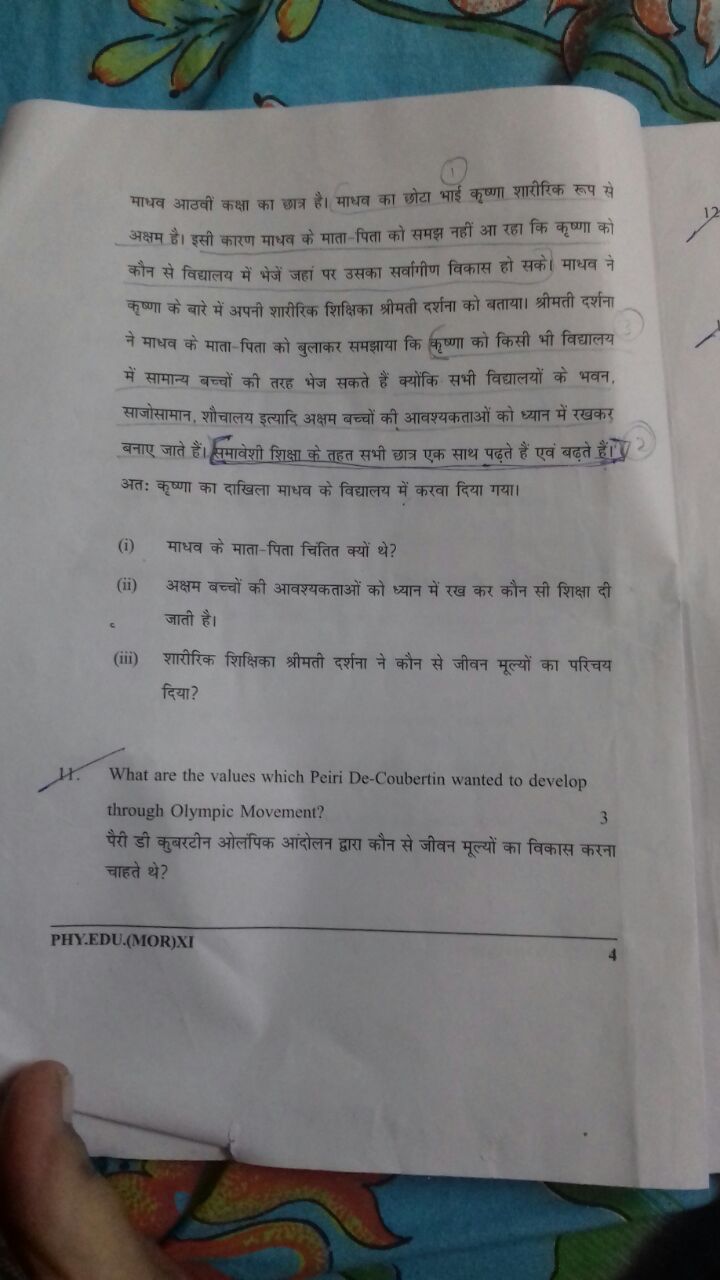 माधव आठवीं कक्षा का छात्र है। माधव का छोटा भाई कृष्णा शारीरिक रूप से
अक्षम है। इसी कारण माधव के माता-पिता को समझ नहीं आ रहा कि कृष्णा को
कौन से विद्यालय में भेजें जहां पर उसका सर्वागीण विकास हो सके। माधव ने
कृष्णा के बारे में अपनी शारीरिक शिक्षिका श्रीमती दर्शना को बताया। श्रीमती दर्शना
ने माधव के माता-पिता को बुलाकर समझाया कि कृष्णा को किसी भी विद्यालय
में सामान्य बच्चों की तरह भेज सकते हैं क्योंकि सभी विद्यालयों के भवन,
साजोसामान, शौचालय इत्यादि अक्षम बच्चों की आवश्यकताओं को ध्यान में रखकर
बनाए जाते हैं। समावेशी शिक्षा के तहत सभी छात्र एक साथ पढ़ते हैं एवं बढ़ते हैं।
अत: कृष्णा का दाखिला माधव के विद्यालय में करवा दिया गया।
1
3
2
(i) माधव के माता-पिता चिंतित क्यों थे?
(ii) अक्षम बच्चों की आवश्यकताओं को ध्यान में रख कर कौन सी शिक्षा दी
जाती है।
(iii) शारीरिक शिक्षिका श्रीमती दर्शना ने कौन से जीवन मूल्यों का परिचय
दिया?
11. What are the values which Peiri De-Coubertin wanted to develop
through Olympic Movement? 3
पैरी डी कुबरटीन ओलंपिक आंदोलन द्वारा कौन से जीवन मूल्यों का विकास करना
चाहते थे?
PHY.EDU.(MOR)XI
4
12